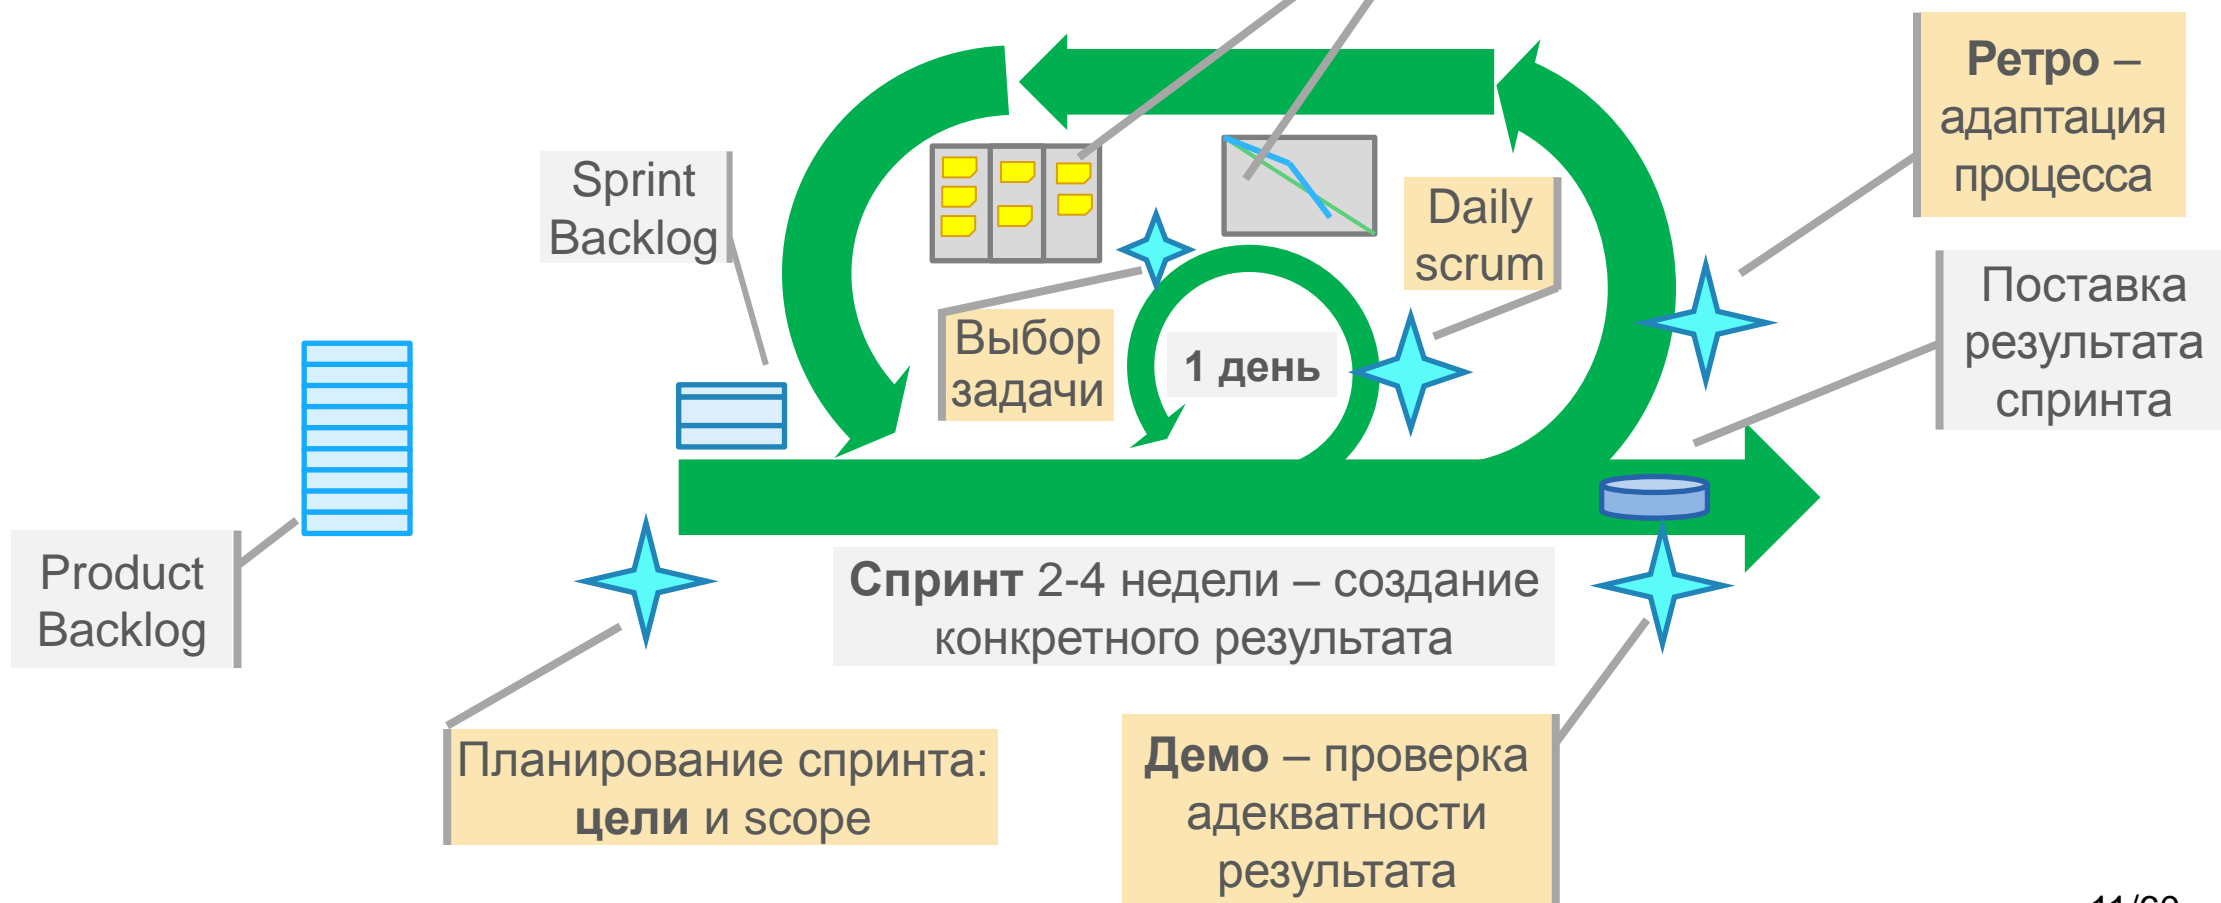 Ретро –
адаптация
процесса
Sprint
Backlog
Daily
scrum
Поставка
результата
спринта
Выбор
задачи
1 день
Product
Backlog
Спринт 2-4 недели – создание
конкретного результата
Планирование спринта:
цели и scope
Демо – проверка
адекватности
результата